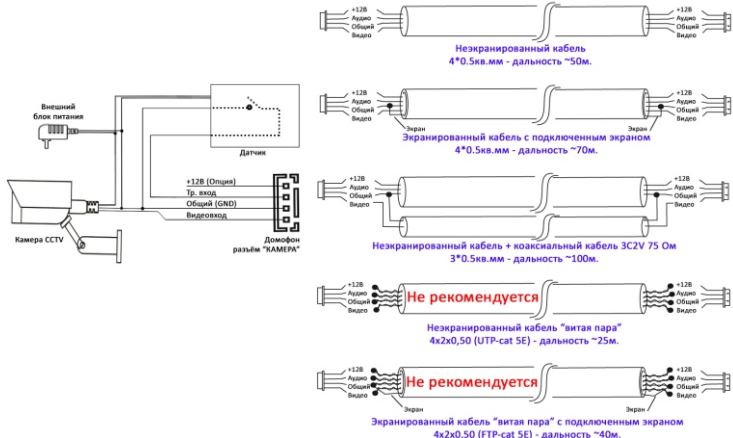 Внешний
блок питания
Датчик
+12В (Опция)
Тр. вход
Общий (GND)
Видеовход
Камера CCTV
Домофон
разъём "КАМЕРА"
+12В
Аудио
Общий
Видео
+12В
Аудио
Общий
Видео
Неэкранированный кабель
4*0.5кв.мм - дальность ~50м.
+12В
Аудио
Общий
Видео
Экран
+12В
Аудио
Общий
Видео
Экран
Экранированный кабель с подключенным экраном
4*0.5кв.мм - дальность ~70м.
+12В
Аудио
Общий
Видео
+12В
Аудио
Общий
Видео
Неэкранированный кабель + коаксиальный кабель 3C2V 75 Ом
3*0.5кв.мм - дальность ~100м.
+12В
Аудио
Общий
Видео
Не рекомендуется
+12В
Аудио
Общий
Видео
Неэкранированный кабель "витая пара"
4x2x0,50 (UTP-cat 5E) - дальность ~25м.
+12В
Аудио
Общий
Видео
Экран
Не рекомендуется
+12В
Аудио
Общий
Видео
Экран
Экранированный кабель "витая пара" с подключенным экраном
4x2x0,50 (FTP-cat 5E) - дальность ~40м.